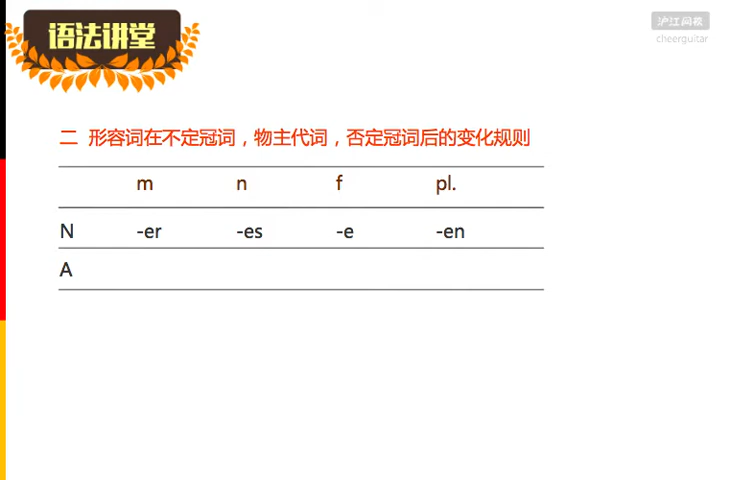 语法讲堂
沪江网校
cheerguitar
二 形容词在不定冠词，物主代词，否定冠词后的变化规则
m n f pl.
N -er -es -e -en
A